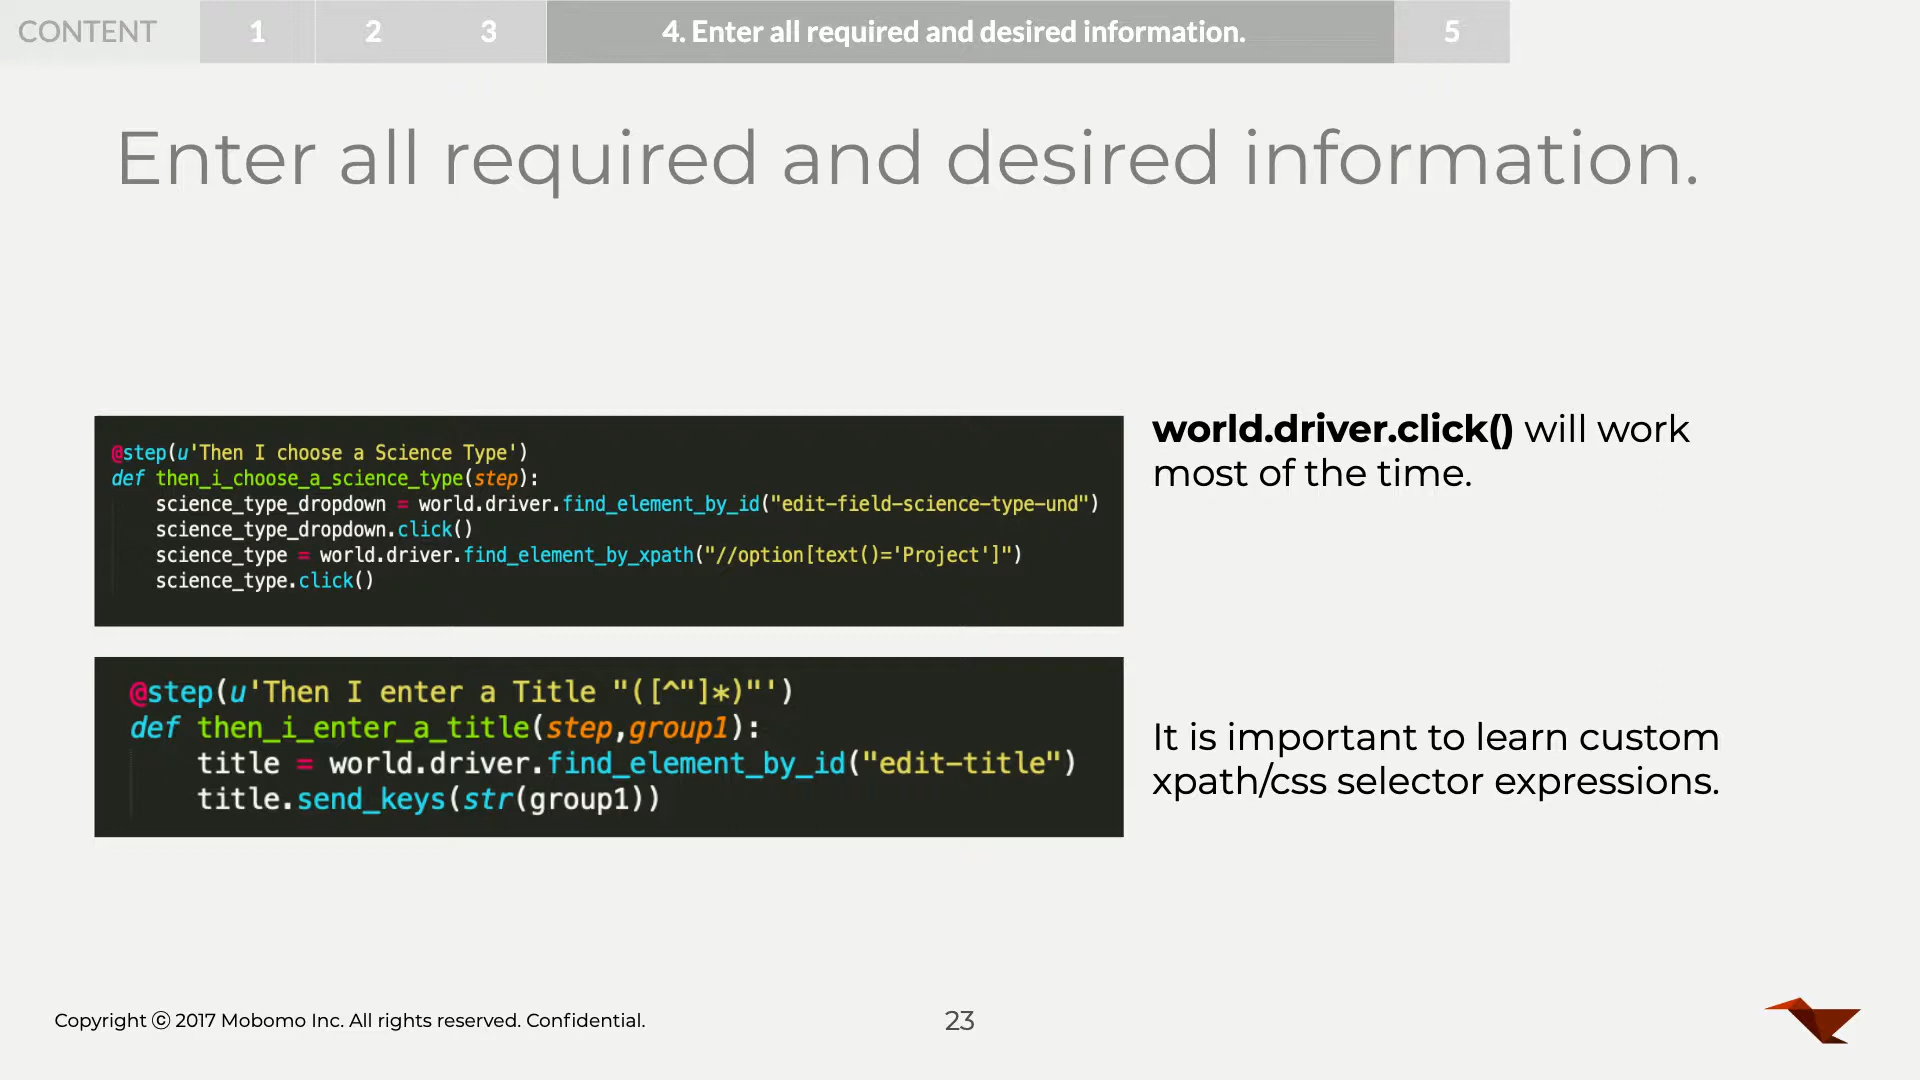 CONTENT 1 2 3 4. Enter all required and desired information. 5
Enter all required and desired information.
@step(u'Then I choose a Science Type')
def then_i_choose_a_science_type(step):
    science_type_dropdown = world.driver.find_element_by_id("edit-field-science-type-und")
    science_type_dropdown.click()
    science_type = world.driver.find_element_by_xpath("//option[text()='Project']")
    science_type.click()
world.driver.click() will work
most of the time.
@step(u'Then I enter a Title "([^"]*)"')
def then_i_enter_a_title(step,group1):
    title = world.driver.find_element_by_id("edit-title")
    title.send_keys(str(group1))
It is important to learn custom
xpath/css selector expressions.
Copyright ⓒ 2017 Mobomo Inc. All rights reserved. Confidential.
23